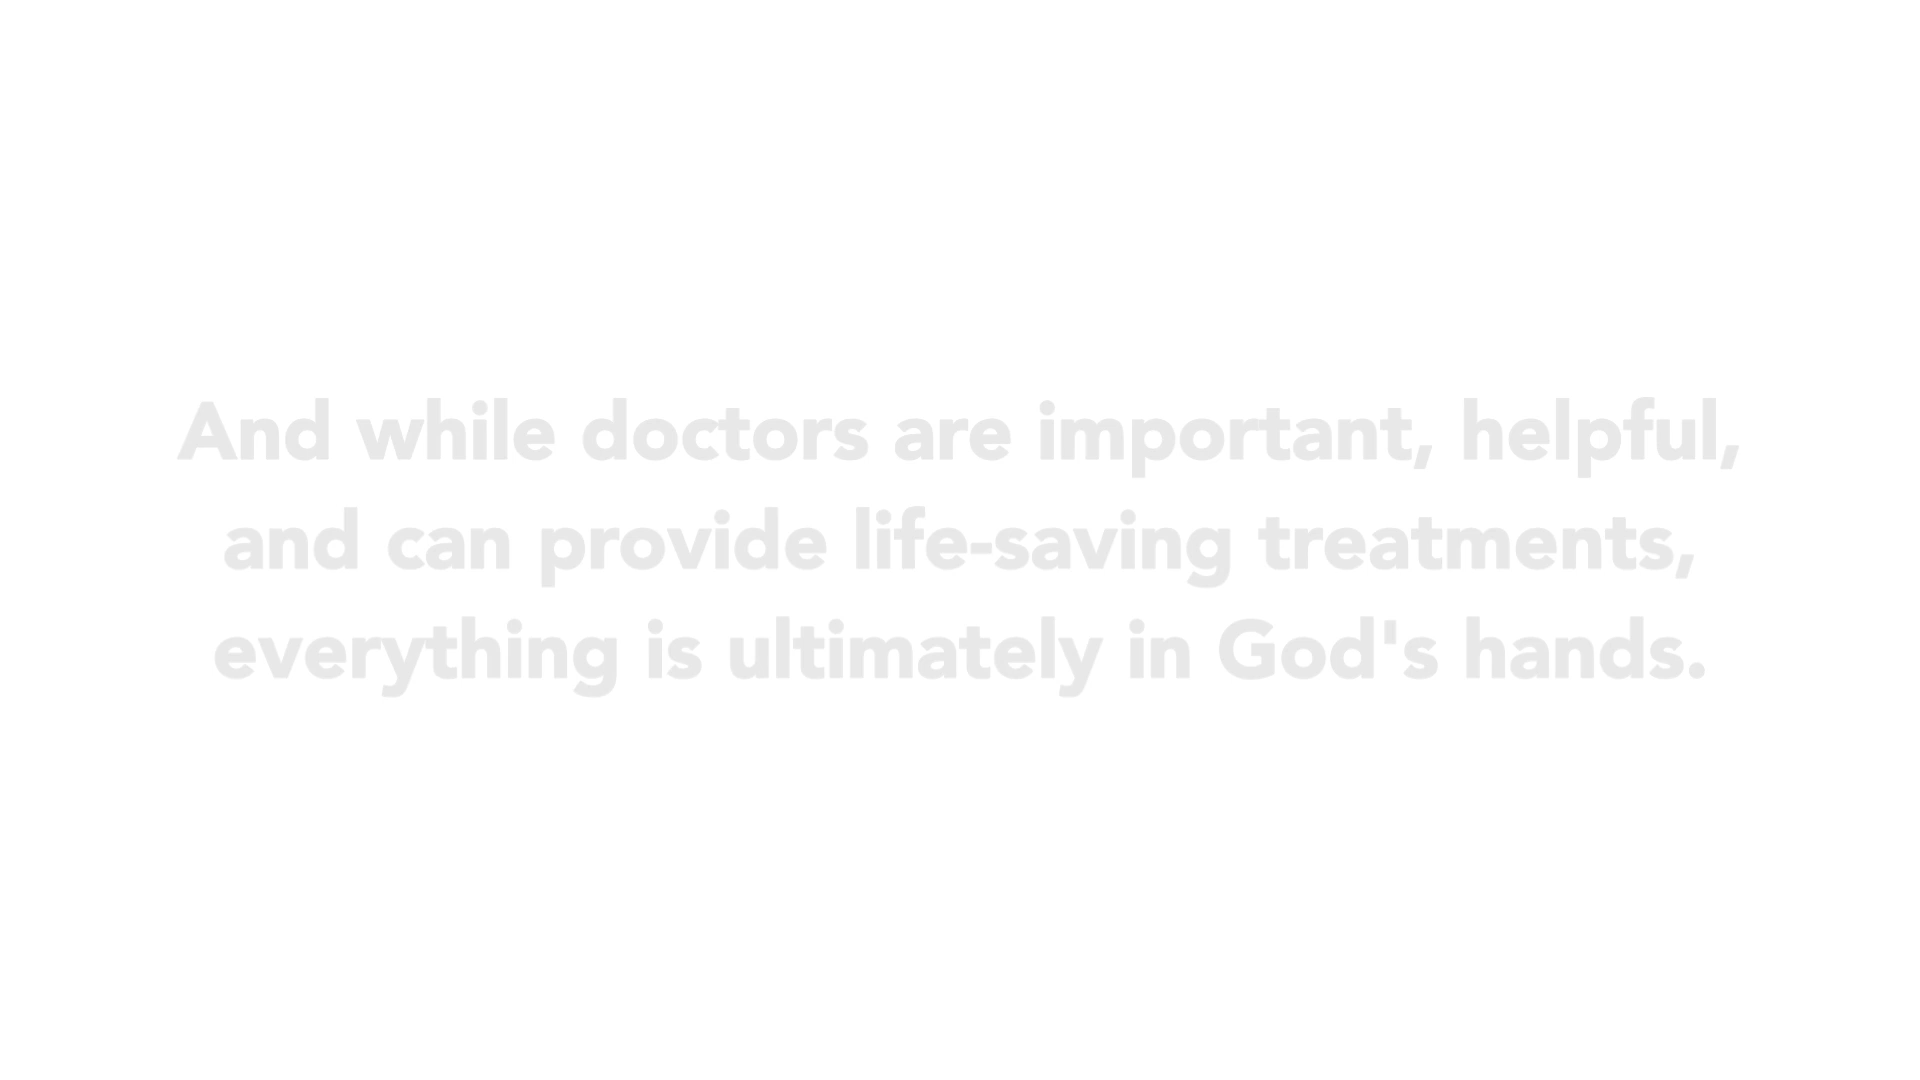 And while doctors are important, helpful,
and can provide life-saving treatments,
everything is ultimately in God's hands.